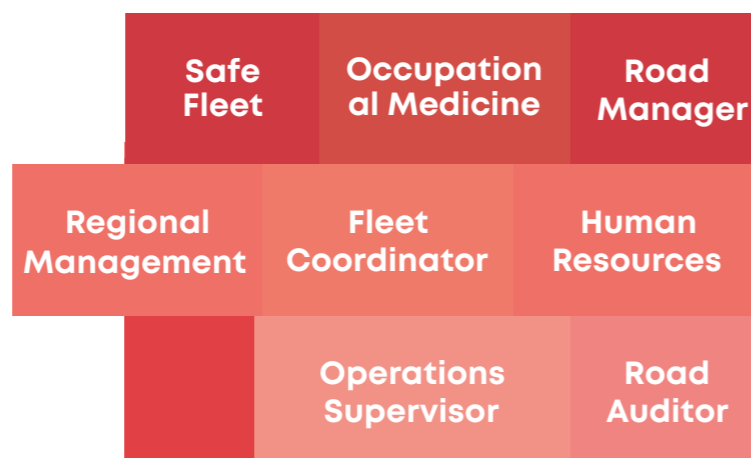 Safe
Fleet
Occupation
al Medicine
Road
Manager
Regional
Management
Fleet
Coordinator
Human
Resources
Operations
Supervisor
Road
Auditor